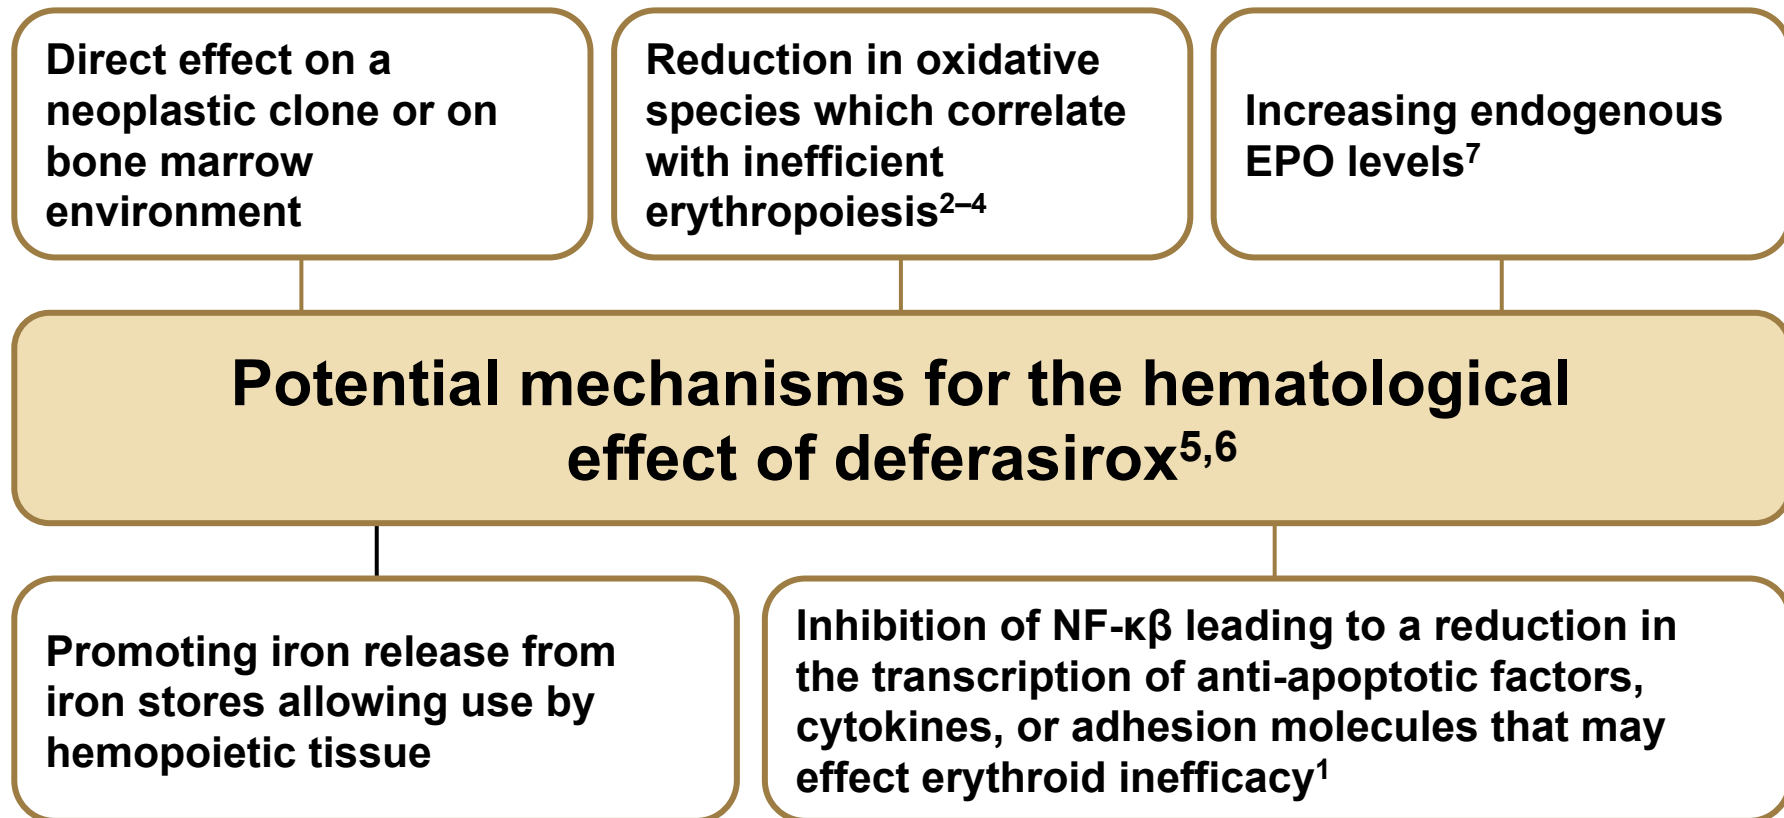 Direct effect on a
neoplastic clone or on
bone marrow
environment
Reduction in oxidative
species which correlate
with inefficient
erythropoiesis²⁻⁴
Increasing endogenous
EPO levels⁷
Potential mechanisms for the hematological
effect of deferasirox⁵,⁶
Promoting iron release from
iron stores allowing use by
hemopoietic tissue
Inhibition of NF-κβ leading to a reduction in
the transcription of anti-apoptotic factors,
cytokines, or adhesion molecules that may
effect erythroid inefficacy¹